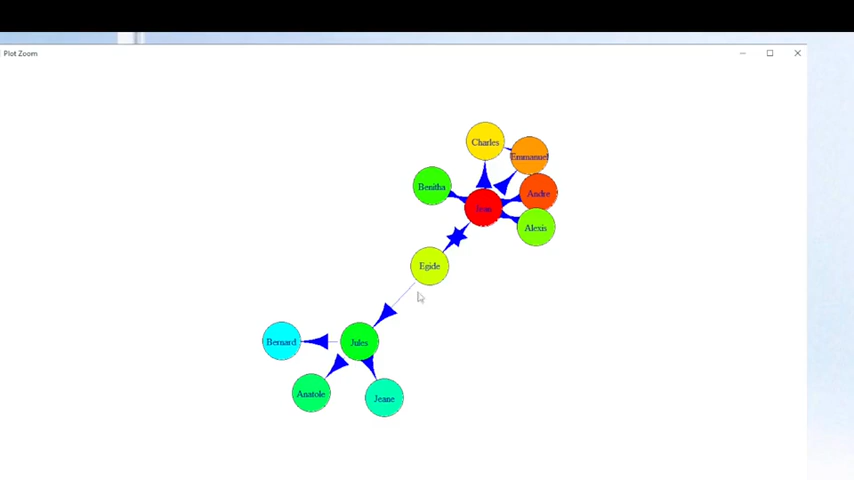 Plot Zoom
Charles
Emmanuel
Benitha
Andre
Alexis
Egide
Bernard
Jules
Anatole
Jeane